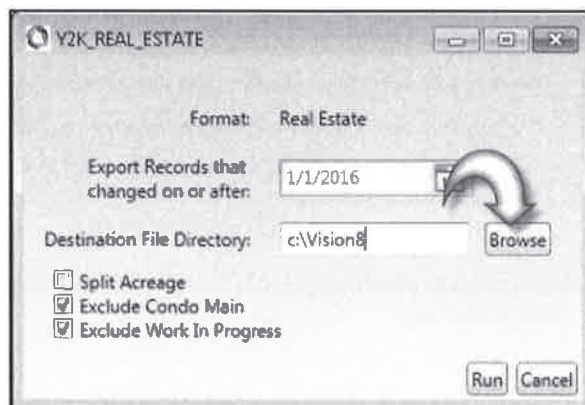 Y2K_REAL_ESTATE
Format: Real Estate
Export Records that
changed on or after: 1/1/2016
Destination File Directory: c:\Vision8 Browse
Split Acreage
Exclude Condo Main
Exclude Work In Progress
Run Cancel